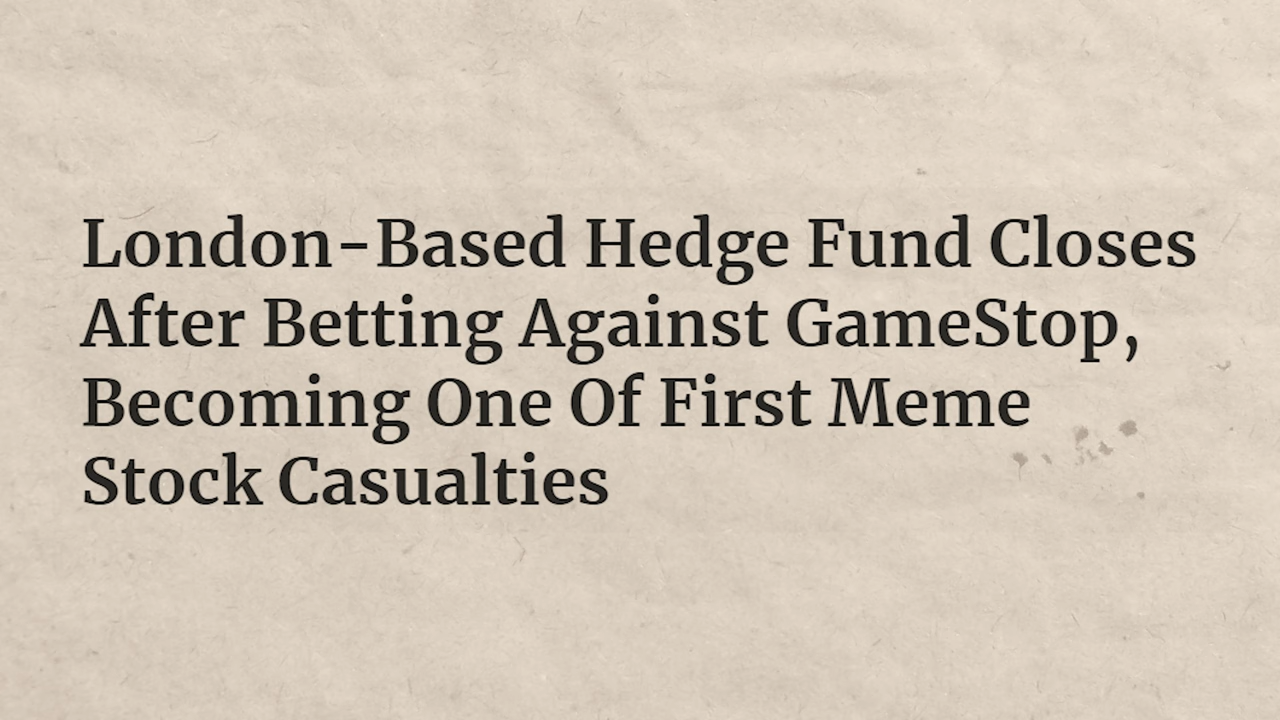 London-Based Hedge Fund Closes
After Betting Against GameStop,
Becoming One Of First Meme
Stock Casualties